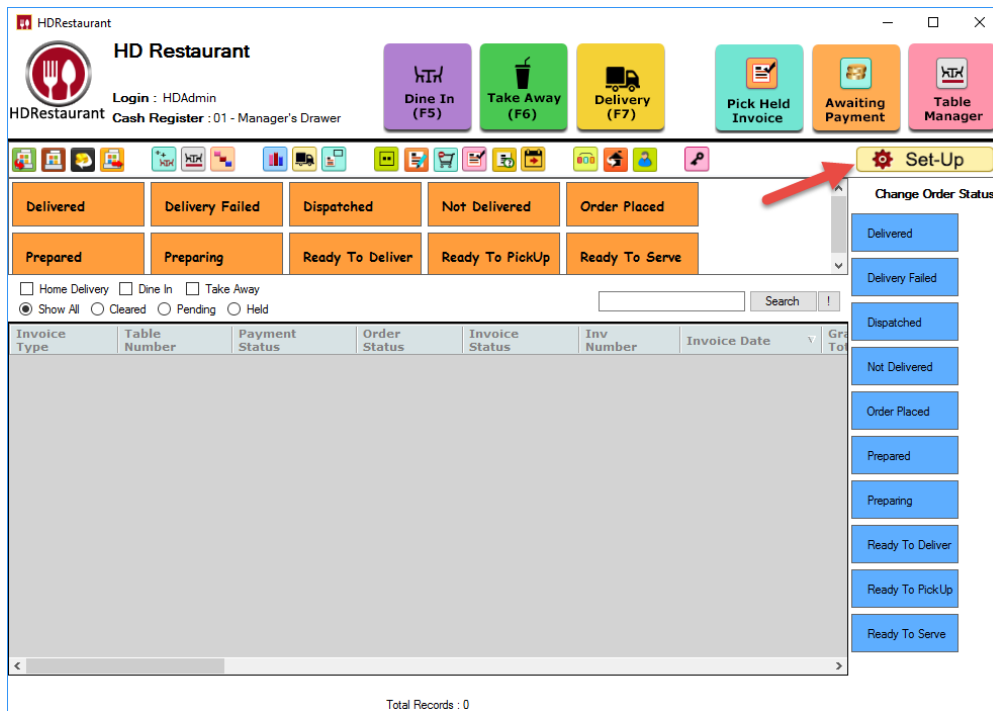 HDRestaurant
HD Restaurant
HDRestaurant
Login : HDAdmin
Cash Register : 01 - Manager's Drawer
Dine In
(F5)
Take Away
(F6)
Delivery
(F7)
Pick Held
Invoice
Awaiting
Payment
Table
Manager
Set-Up
Delivered
Delivery Failed
Dispatched
Not Delivered
Order Placed
Prepared
Preparing
Ready To Deliver
Ready To PickUp
Ready To Serve
Home Delivery
Dine In
Take Away
Show All
Cleared
Pending
Held
Search
!
Invoice
Type
Table
Number
Payment
Status
Order
Status
Invoice
Status
Inv
Number
Invoice Date
Gra
Tot
Change Order Status
Delivered
Delivery Failed
Dispatched
Not Delivered
Order Placed
Prepared
Preparing
Ready To Deliver
Ready To PickUp
Ready To Serve
Total Records : 0